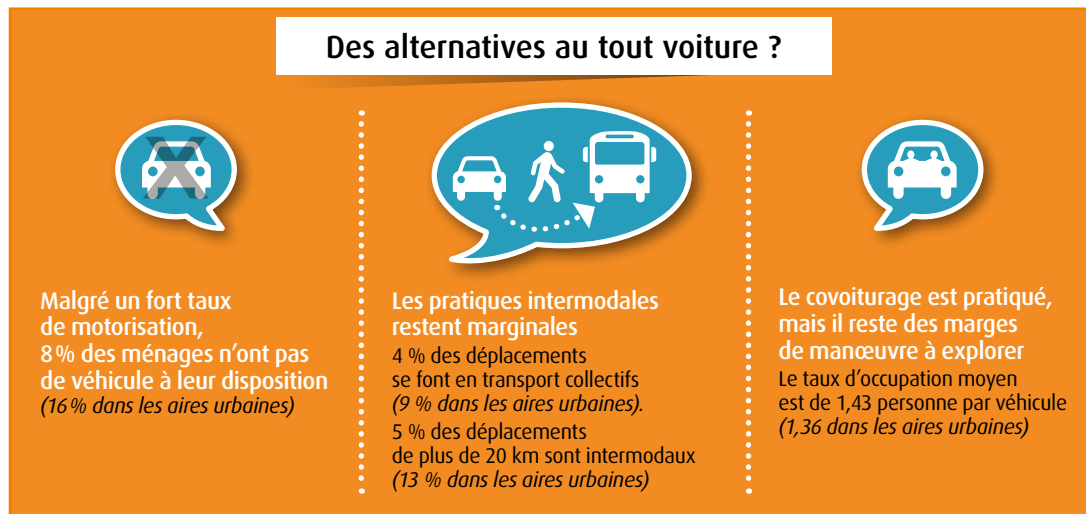 Des alternatives au tout voiture ?
Malgré un fort taux
de motorisation,
8 % des ménages n'ont pas
de véhicule à leur disposition
(16 % dans les aires urbaines)
Les pratiques intermodales
restent marginales
4 % des déplacements
se font en transport collectifs
(9 % dans les aires urbaines).
5 % des déplacements
de plus de 20 km sont intermodaux
(13 % dans les aires urbaines)
Le covoiturage est pratiqué,
mais il reste des marges
de manœuvre à explorer
Le taux d'occupation moyen
est de 1,43 personne par véhicule
(1,36 dans les aires urbaines)